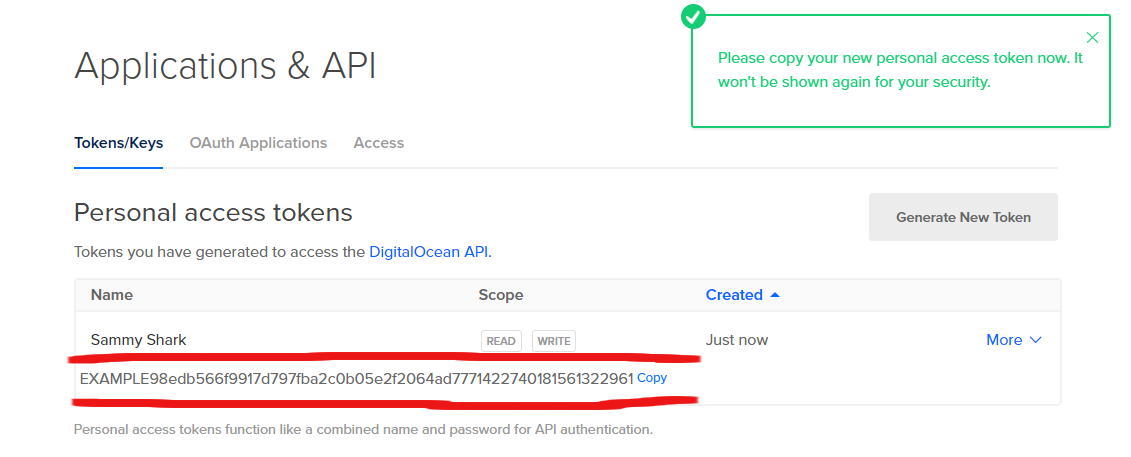 Please copy your new personal access token now. It
won't be shown again for your security.
Applications & API
Tokens/Keys OAuth Applications Access
Personal access tokens
Generate New Token
Tokens you have generated to access the DigitalOcean API.
Name Scope Created
Sammy Shark READ WRITE Just now More
EXAMPLE98edb566f9917d797fba2c0b05e2f2064ad7771422740181561322961 Copy
Personal access tokens function like a combined name and password for API authentication.